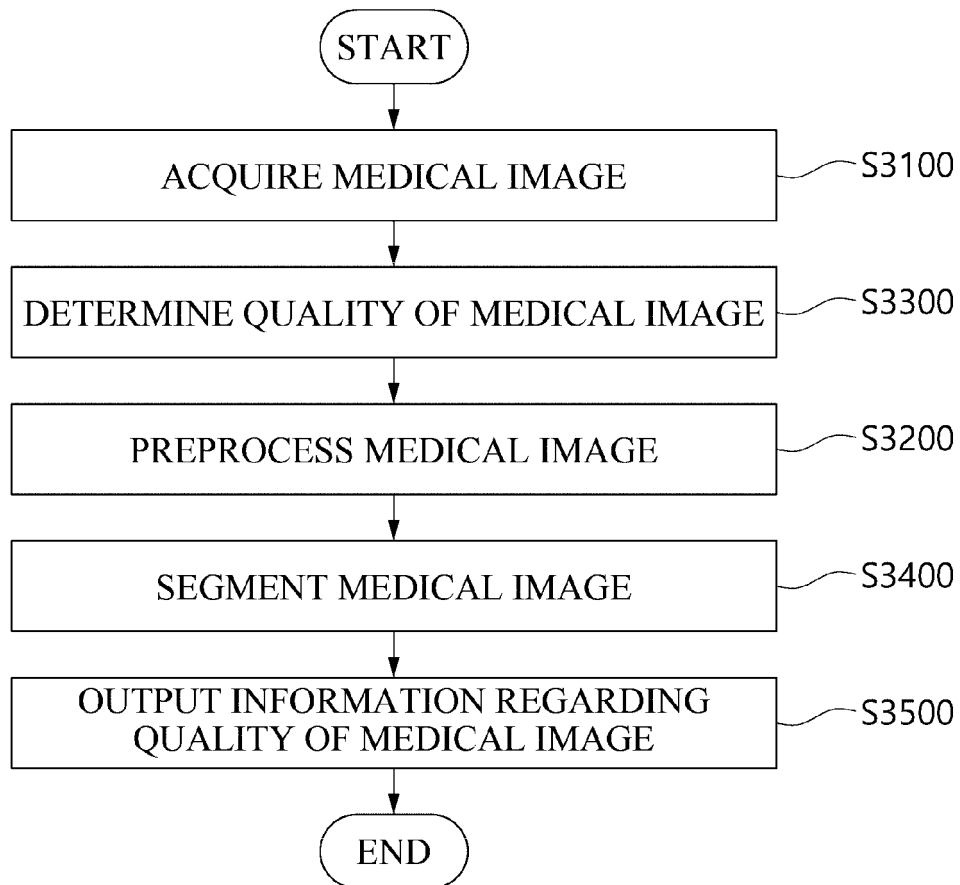 START
ACQUIRE MEDICAL IMAGE
S3100
DETERMINE QUALITY OF MEDICAL IMAGE
S3300
PREPROCESS MEDICAL IMAGE
S3200
SEGMENT MEDICAL IMAGE
S3400
OUTPUT INFORMATION REGARDING
QUALITY OF MEDICAL IMAGE
S3500
END